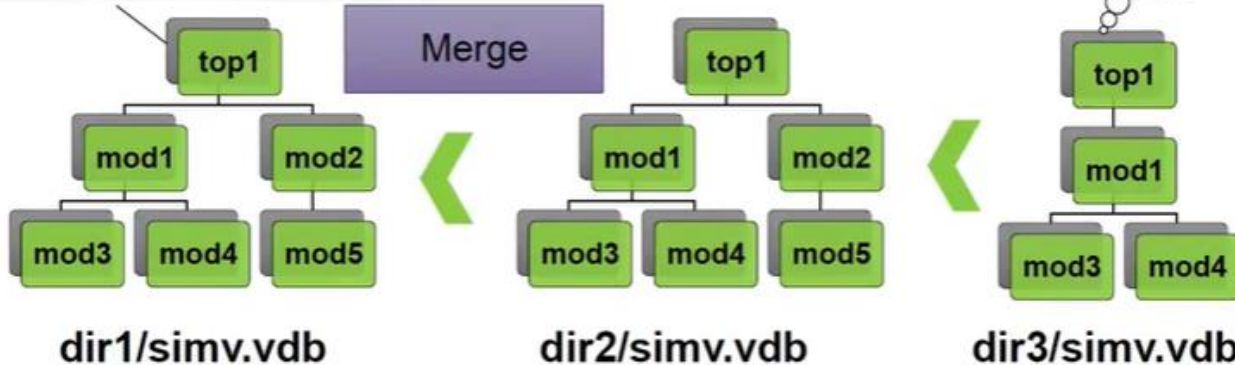 Merge
top1
top1
top1
mod1
mod2
mod1
mod2
mod1
mod3
mod4
mod5
mod3
mod4
mod5
mod3
mod4
dir1/simv.vdb
dir2/simv.vdb
dir3/simv.vdb